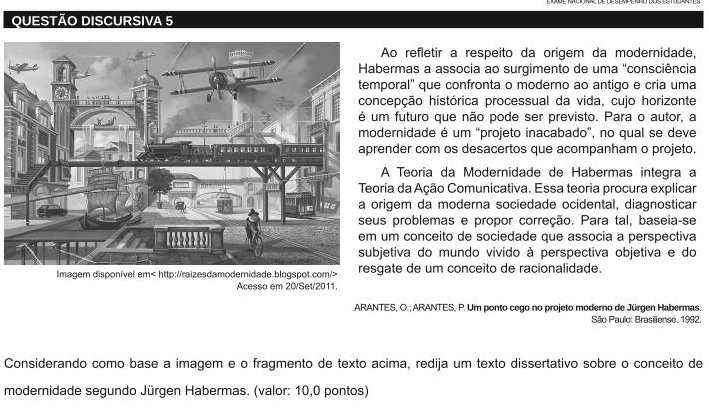 EXAME NACIONAL DE DESEMPENHO DOS ESTUDANTES
QUESTÃO DISCURSIVA 5
Ao refletir a respeito da origem da modernidade,
Habermas a associa ao surgimento de uma “consciência
temporal” que confronta o moderno ao antigo e cria uma
concepção histórica processual da vida, cujo horizonte
é um futuro que não pode ser previsto. Para o autor, a
modernidade é um “projeto inacabado”, no qual se deve
aprender com os desacertos que acompanham o projeto.
A Teoria da Modernidade de Habermas integra a
Teoria da Ação Comunicativa. Essa teoria procura explicar
a origem da moderna sociedade ocidental, diagnosticar
seus problemas e propor correção. Para tal, baseia-se
em um conceito de sociedade que associa a perspectiva
subjetiva do mundo vivido à perspectiva objetiva e do
resgate de um conceito de racionalidade.
Imagem disponível em< http://raizesdamodernidade.blogspot.com/>
Acesso em 20/Set/2011.
ARANTES, O.; ARANTES, P. Um ponto cego no projeto moderno de Jürgen Habermas.
São Paulo: Brasiliense. 1992.
Considerando como base a imagem e o fragmento de texto acima, redija um texto dissertativo sobre o conceito de
modernidade segundo Jürgen Habermas. (valor: 10,0 pontos)